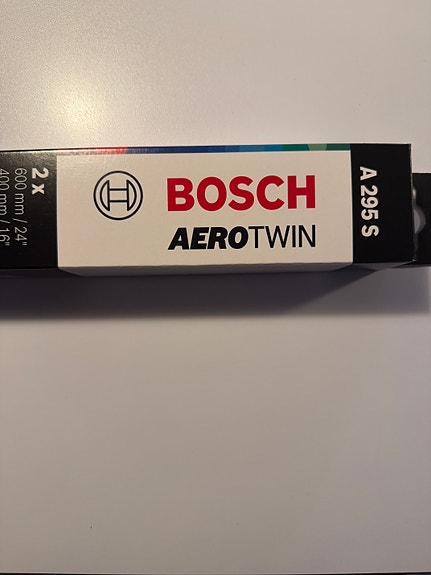 2 x
600 mm / 24"
400 mm / 16"
BOSCH
AEROTWIN
A 295 S